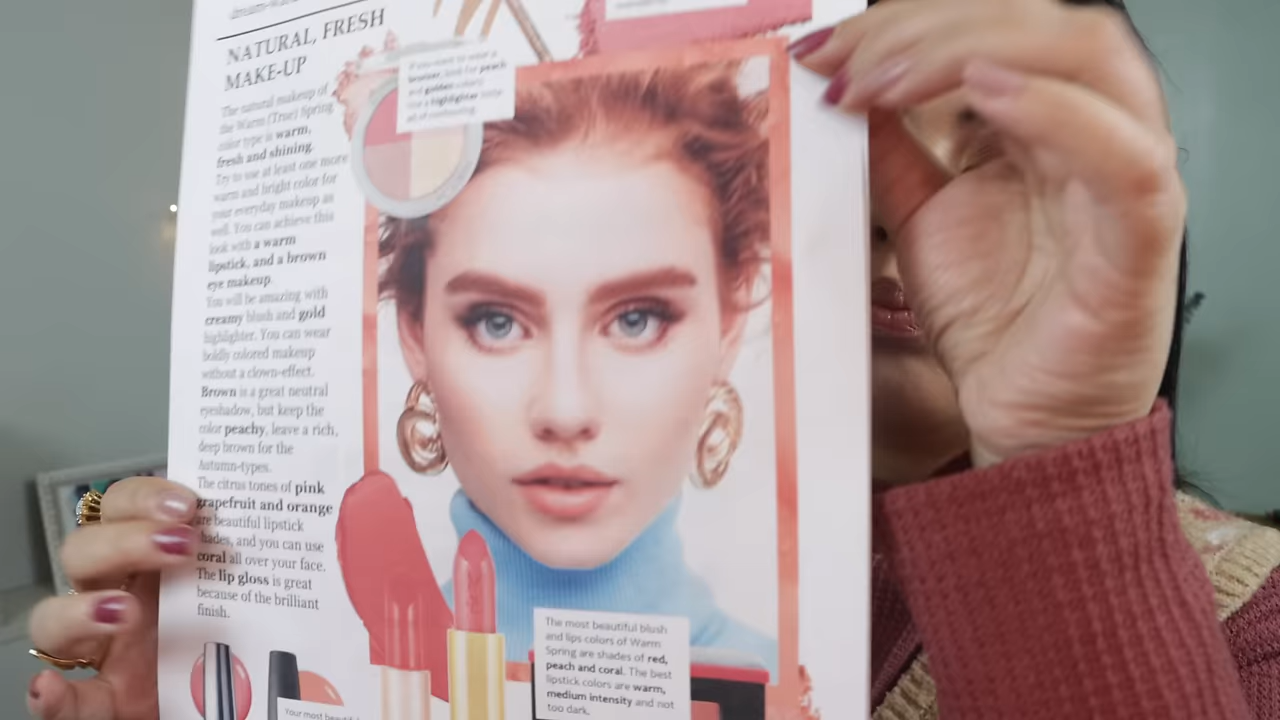 NATURAL, FRESH
MAKE-UP
The natural makeup of
the Warm (True) Spring
color type is warm,
fresh and shining.
Try to use at least one more
warm and bright color for
your everyday makeup as
well. You can achieve this
look with a warm
lipstick, and a brown
eye makeup.
You will be amazing with
creamy blush and gold
highlighter. You can wear
boldly colored makeup
without a clown-effect.
Brown is a great neutral
eyeshadow, but keep the
color peachy, leave a rich,
deep brown for the
Autumn-types.
The citrus tones of pink
grapefruit and orange
are beautiful lipstick
shades, and you can use
coral all over your face.
The lip gloss is great
because of the brilliant
finish.
If you want to wear a
bronzer, look for peach
and golden colors!
Use a highlighter
The most beautiful blush
and lips colors of Warm
Spring are shades of red,
peach and coral. The best
lipstick colors are warm,
medium intensity and not
too dark.
Your most